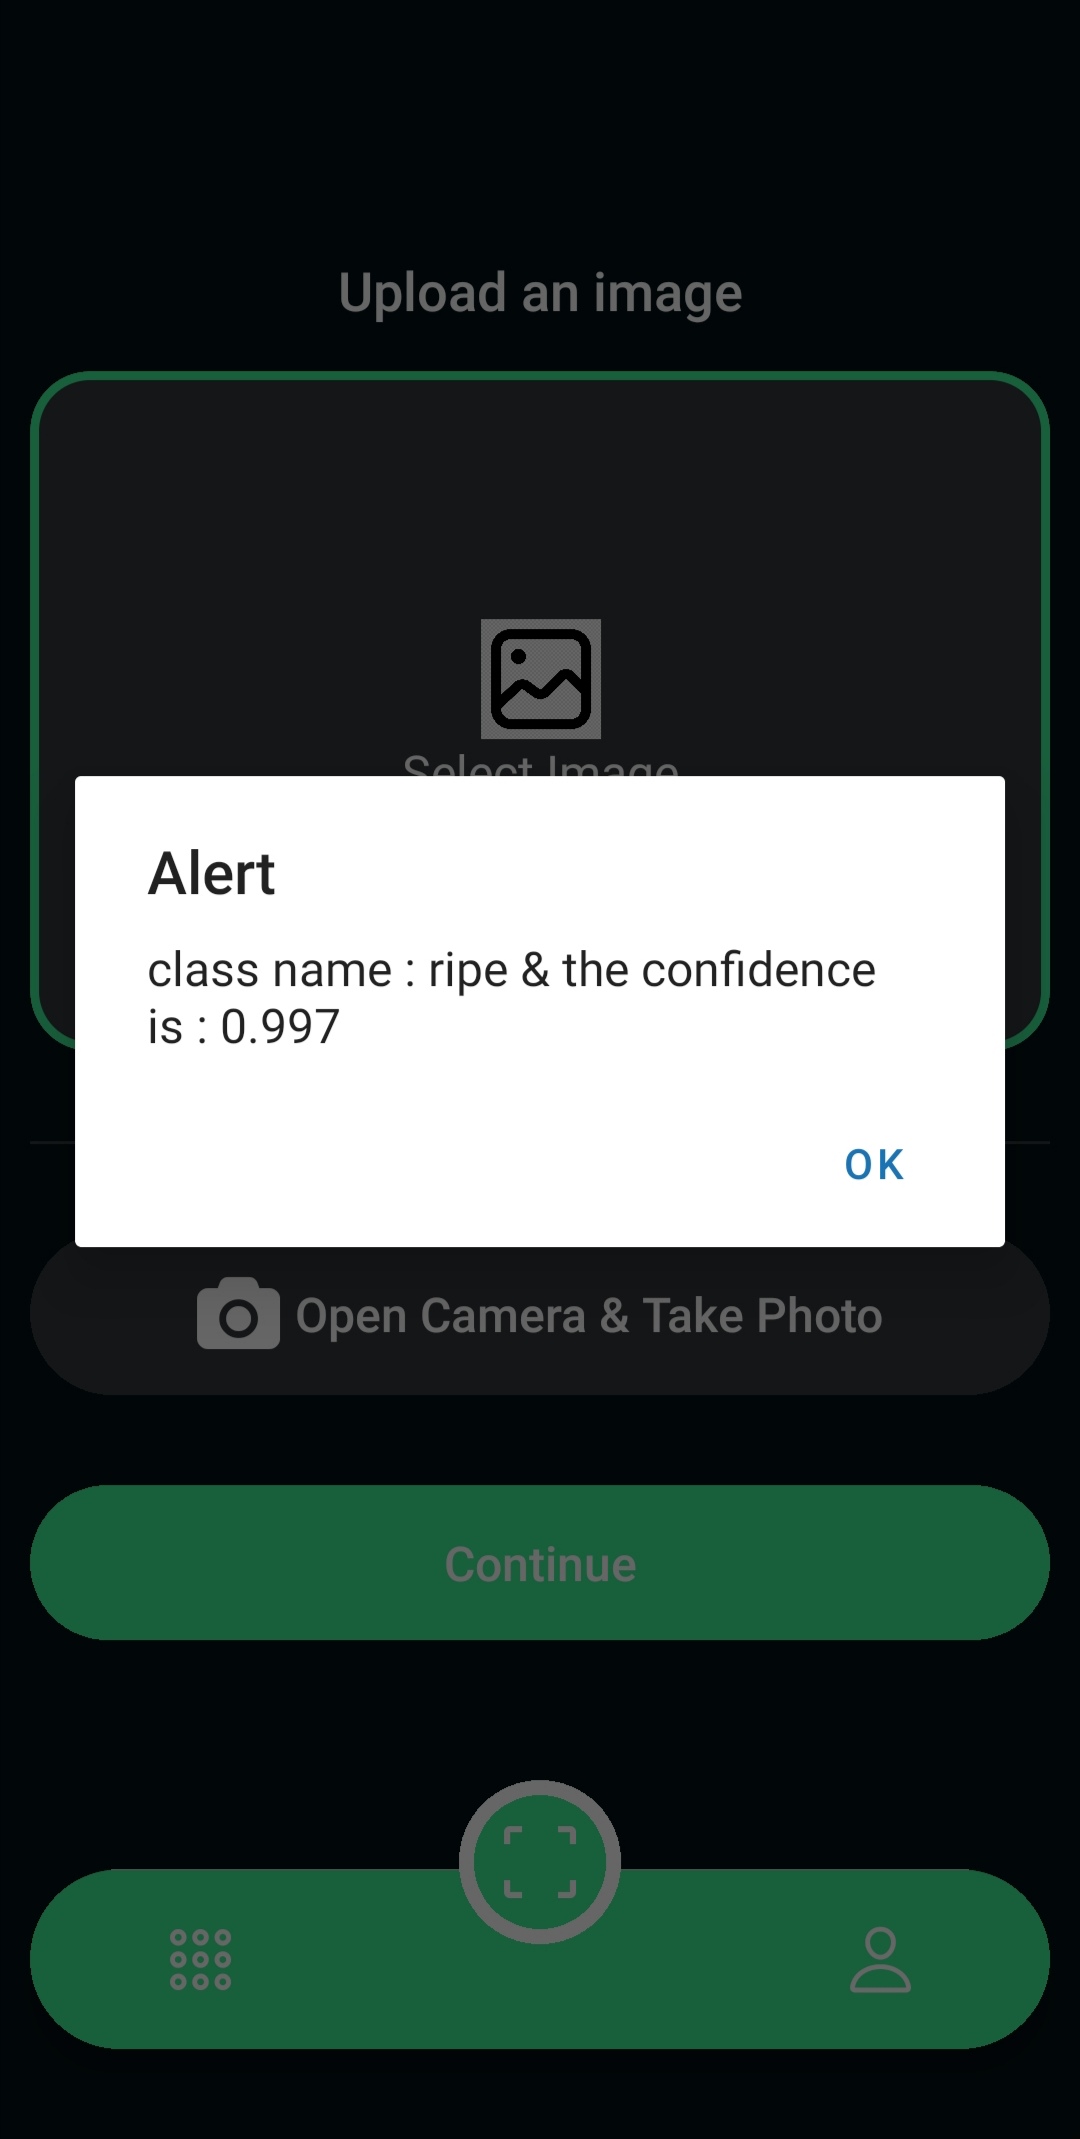 Upload an image
Select Image
Alert
class name : ripe & the confidence
is : 0.997
OK
Open Camera & Take Photo
Continue